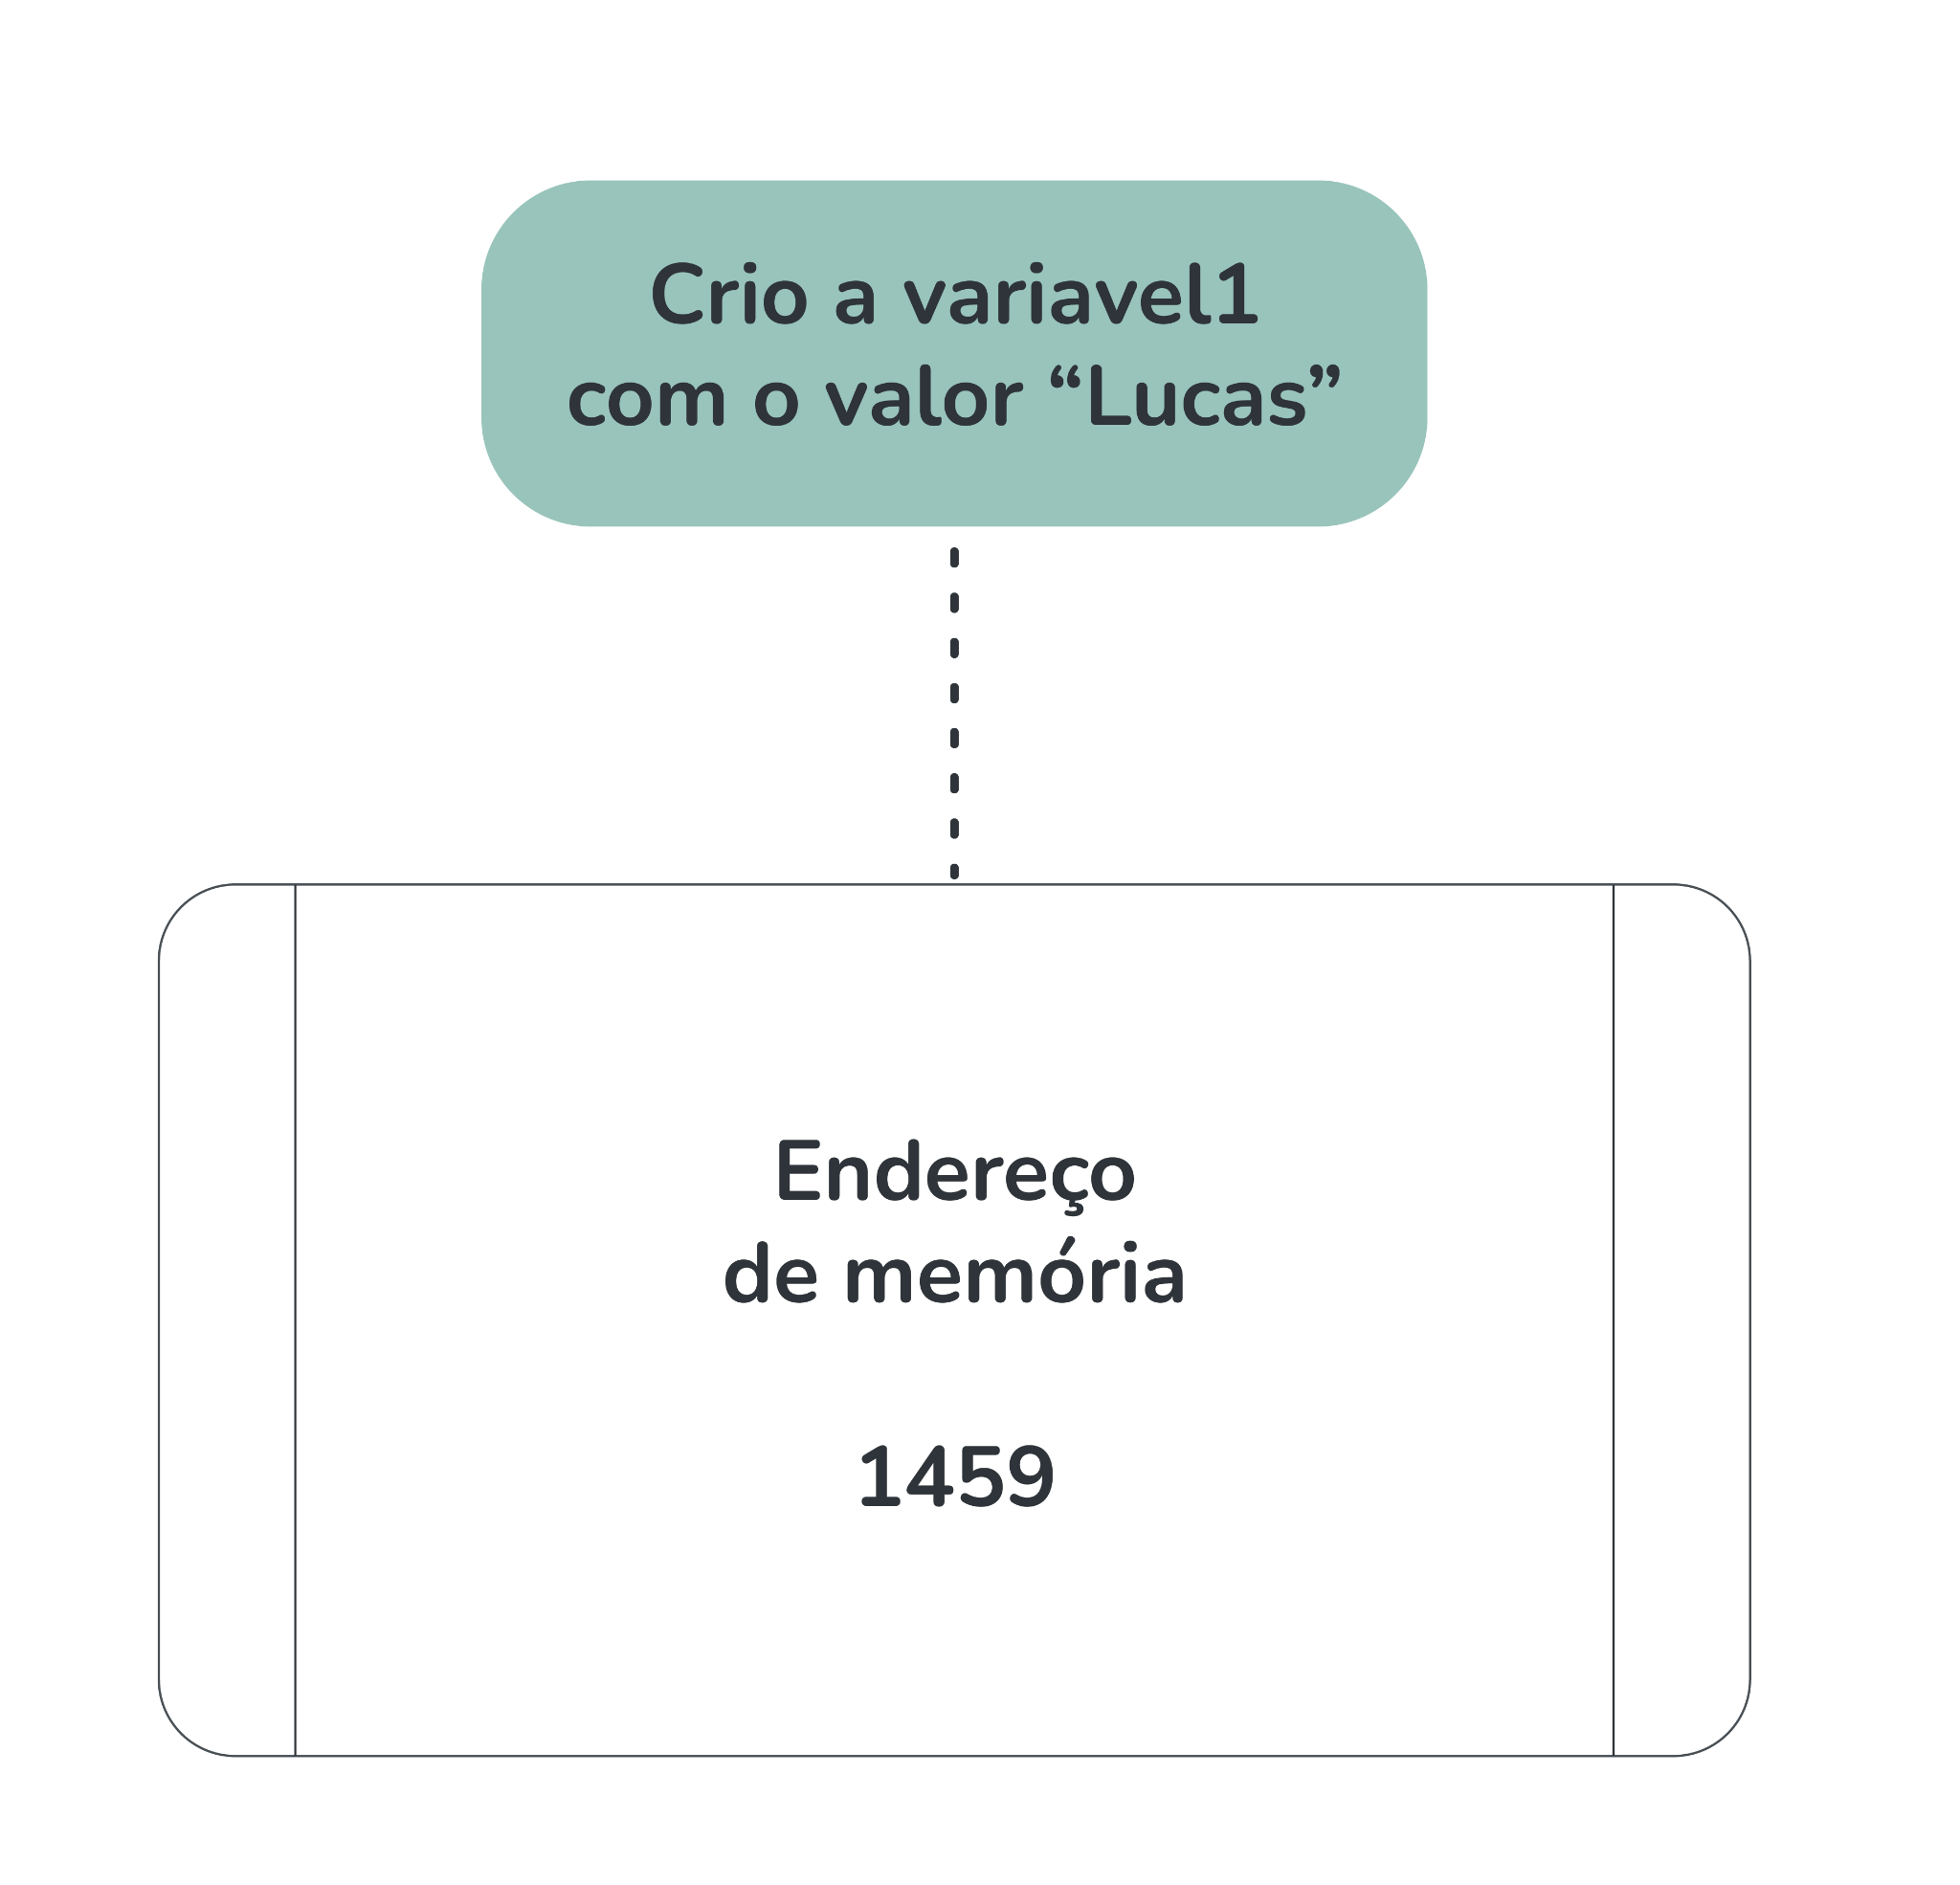 Crio a variavel1
com o valor “Lucas”
Endereço
de memória
1459